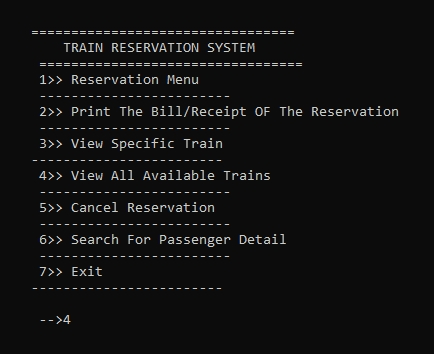 =================================
TRAIN RESERVATION SYSTEM
=================================
1>> Reservation Menu
------------------------
2>> Print The Bill/Receipt OF The Reservation
------------------------
3>> View Specific Train
------------------------
4>> View All Available Trains
------------------------
5>> Cancel Reservation
------------------------
6>> Search For Passenger Detail
------------------------
7>> Exit
------------------------
-->4